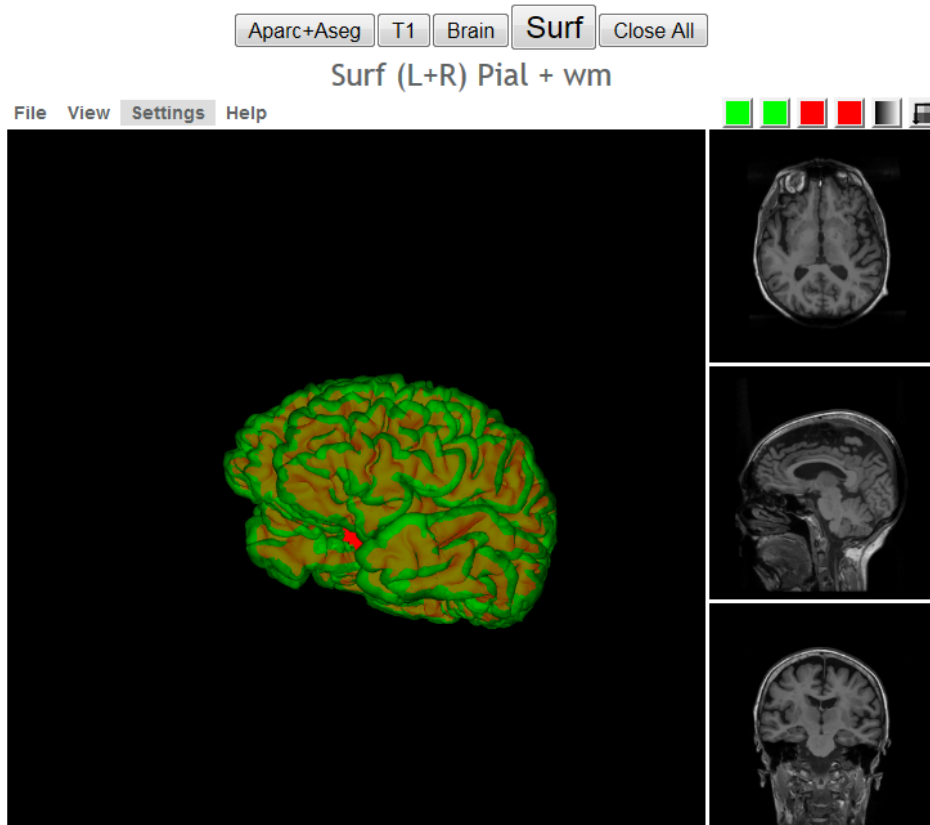 Aparc+Aseg T1 Brain Surf Close All
Surf (L+R) Pial + wm
File View Settings Help